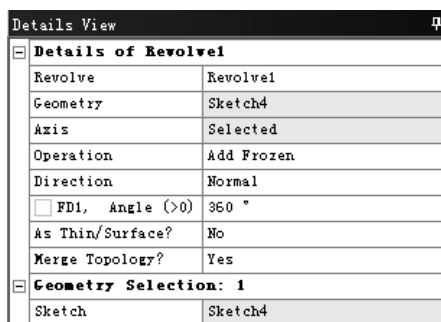 Details View
Details of Revolve1
Revolve Revolve1
Geometry Sketch4
Axis Selected
Operation Add Frozen
Direction Normal
FD1, Angle (>0) 360 °
As Thin/Surface? No
Merge Topology? Yes
Geometry Selection: 1
Sketch Sketch4